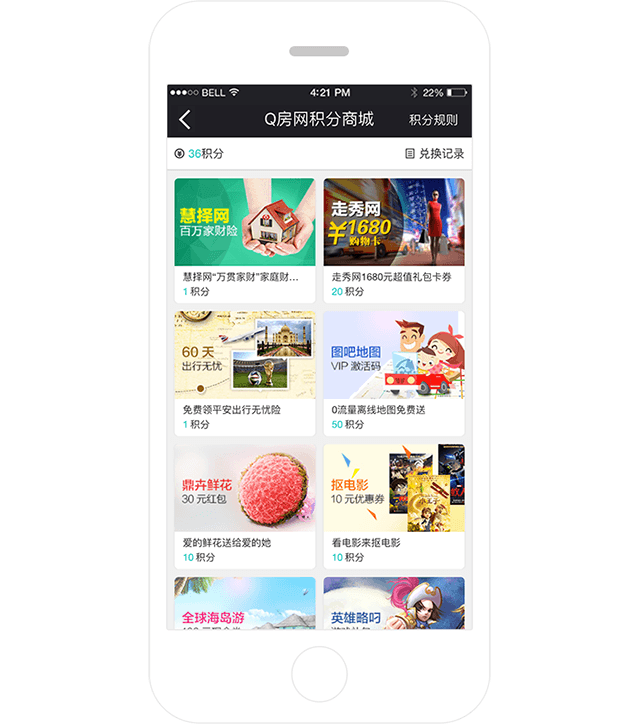 BELL
4:21 PM
22%
Q房网积分商城
积分规则
36积分
兑换记录
慧择网
百万家财险
慧择网“万贯家财”家庭财...
1 积分
走秀网
¥1680
购物卡
走秀网1680元超值礼包卡券
20 积分
60 天
出行无忧
免费领平安出行无忧险
1 积分
图吧地图
VIP 激活码
0流量离线地图免费送
50 积分
鼎卉鲜花
30 元红包
爱的鲜花送给爱的她
10 积分
抠电影
10 元优惠券
看电影来抠电影
10 积分
全球海岛游
英雄略叼